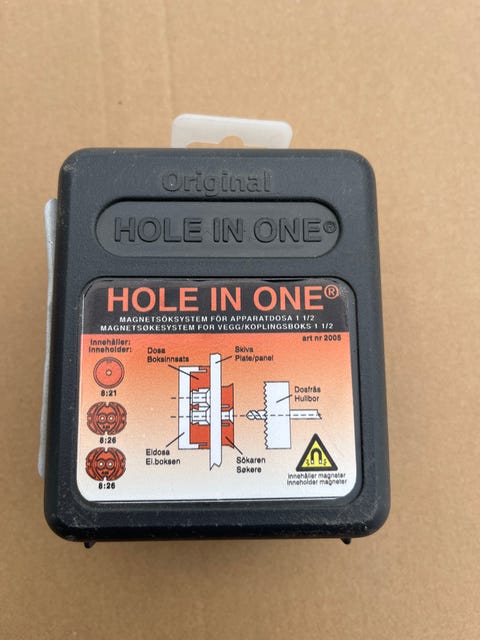 Original
HOLE IN ONE®
HOLE IN ONE®
MAGNETSÖKSYSTEM FÖR APPARATDOSA 1 1/2
MAGNETSØKESYSTEM FOR VEGG/KOPLINGSBOKS 1 1/2
art nr 2005
Innehåller:
Inneholder:
8:21
8:26
8:26
Dosa
Boksinnsats
Skiva
Plate/panel
Dosfräs
Hullbor
Eldosa
El.boksen
Sökaren
Søkere
Innehåller magneter
Inneholder magneter